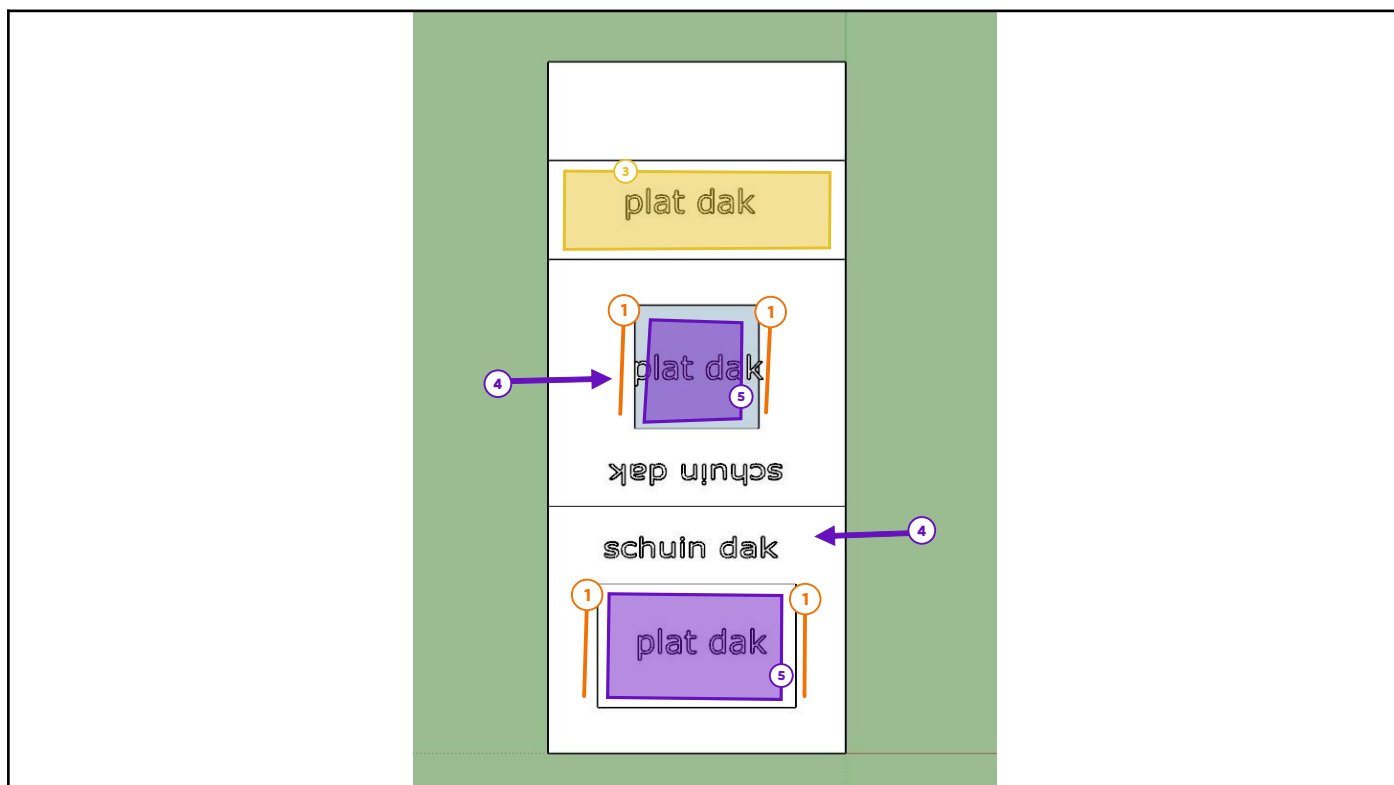 3
plat dak
1 1
4 plat dak
5
schuin dak
schuin dak 4
1 1
plat dak
5